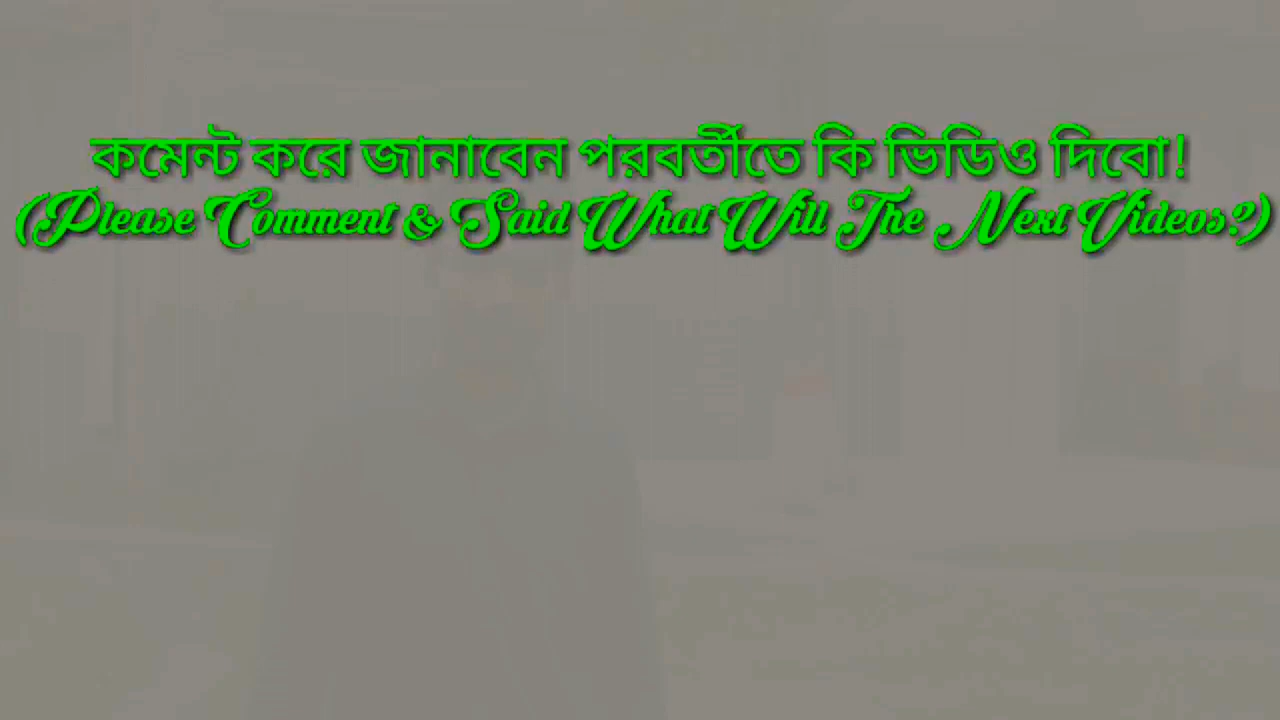 কমেন্ট করে জানাবেন পরবর্তীতে কি ভিডিও দিবো!
(Please Comment & Said What Will The Next Videos?)